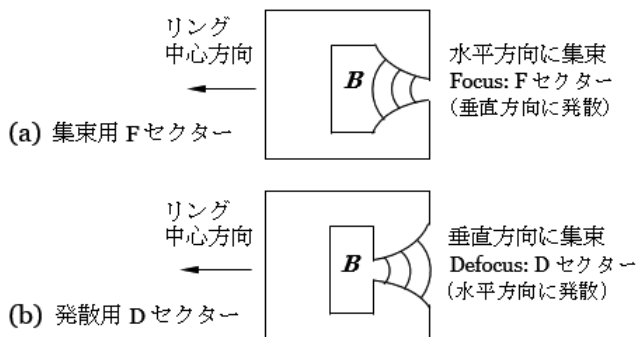 リング
中心方向
(a) 集束用 F セクター
B
水平方向に集束
Focus: F セクター
(垂直方向に発散)
リング
中心方向
(b) 発散用 D セクター
B
垂直方向に集束
Defocus: D セクター
(水平方向に発散)